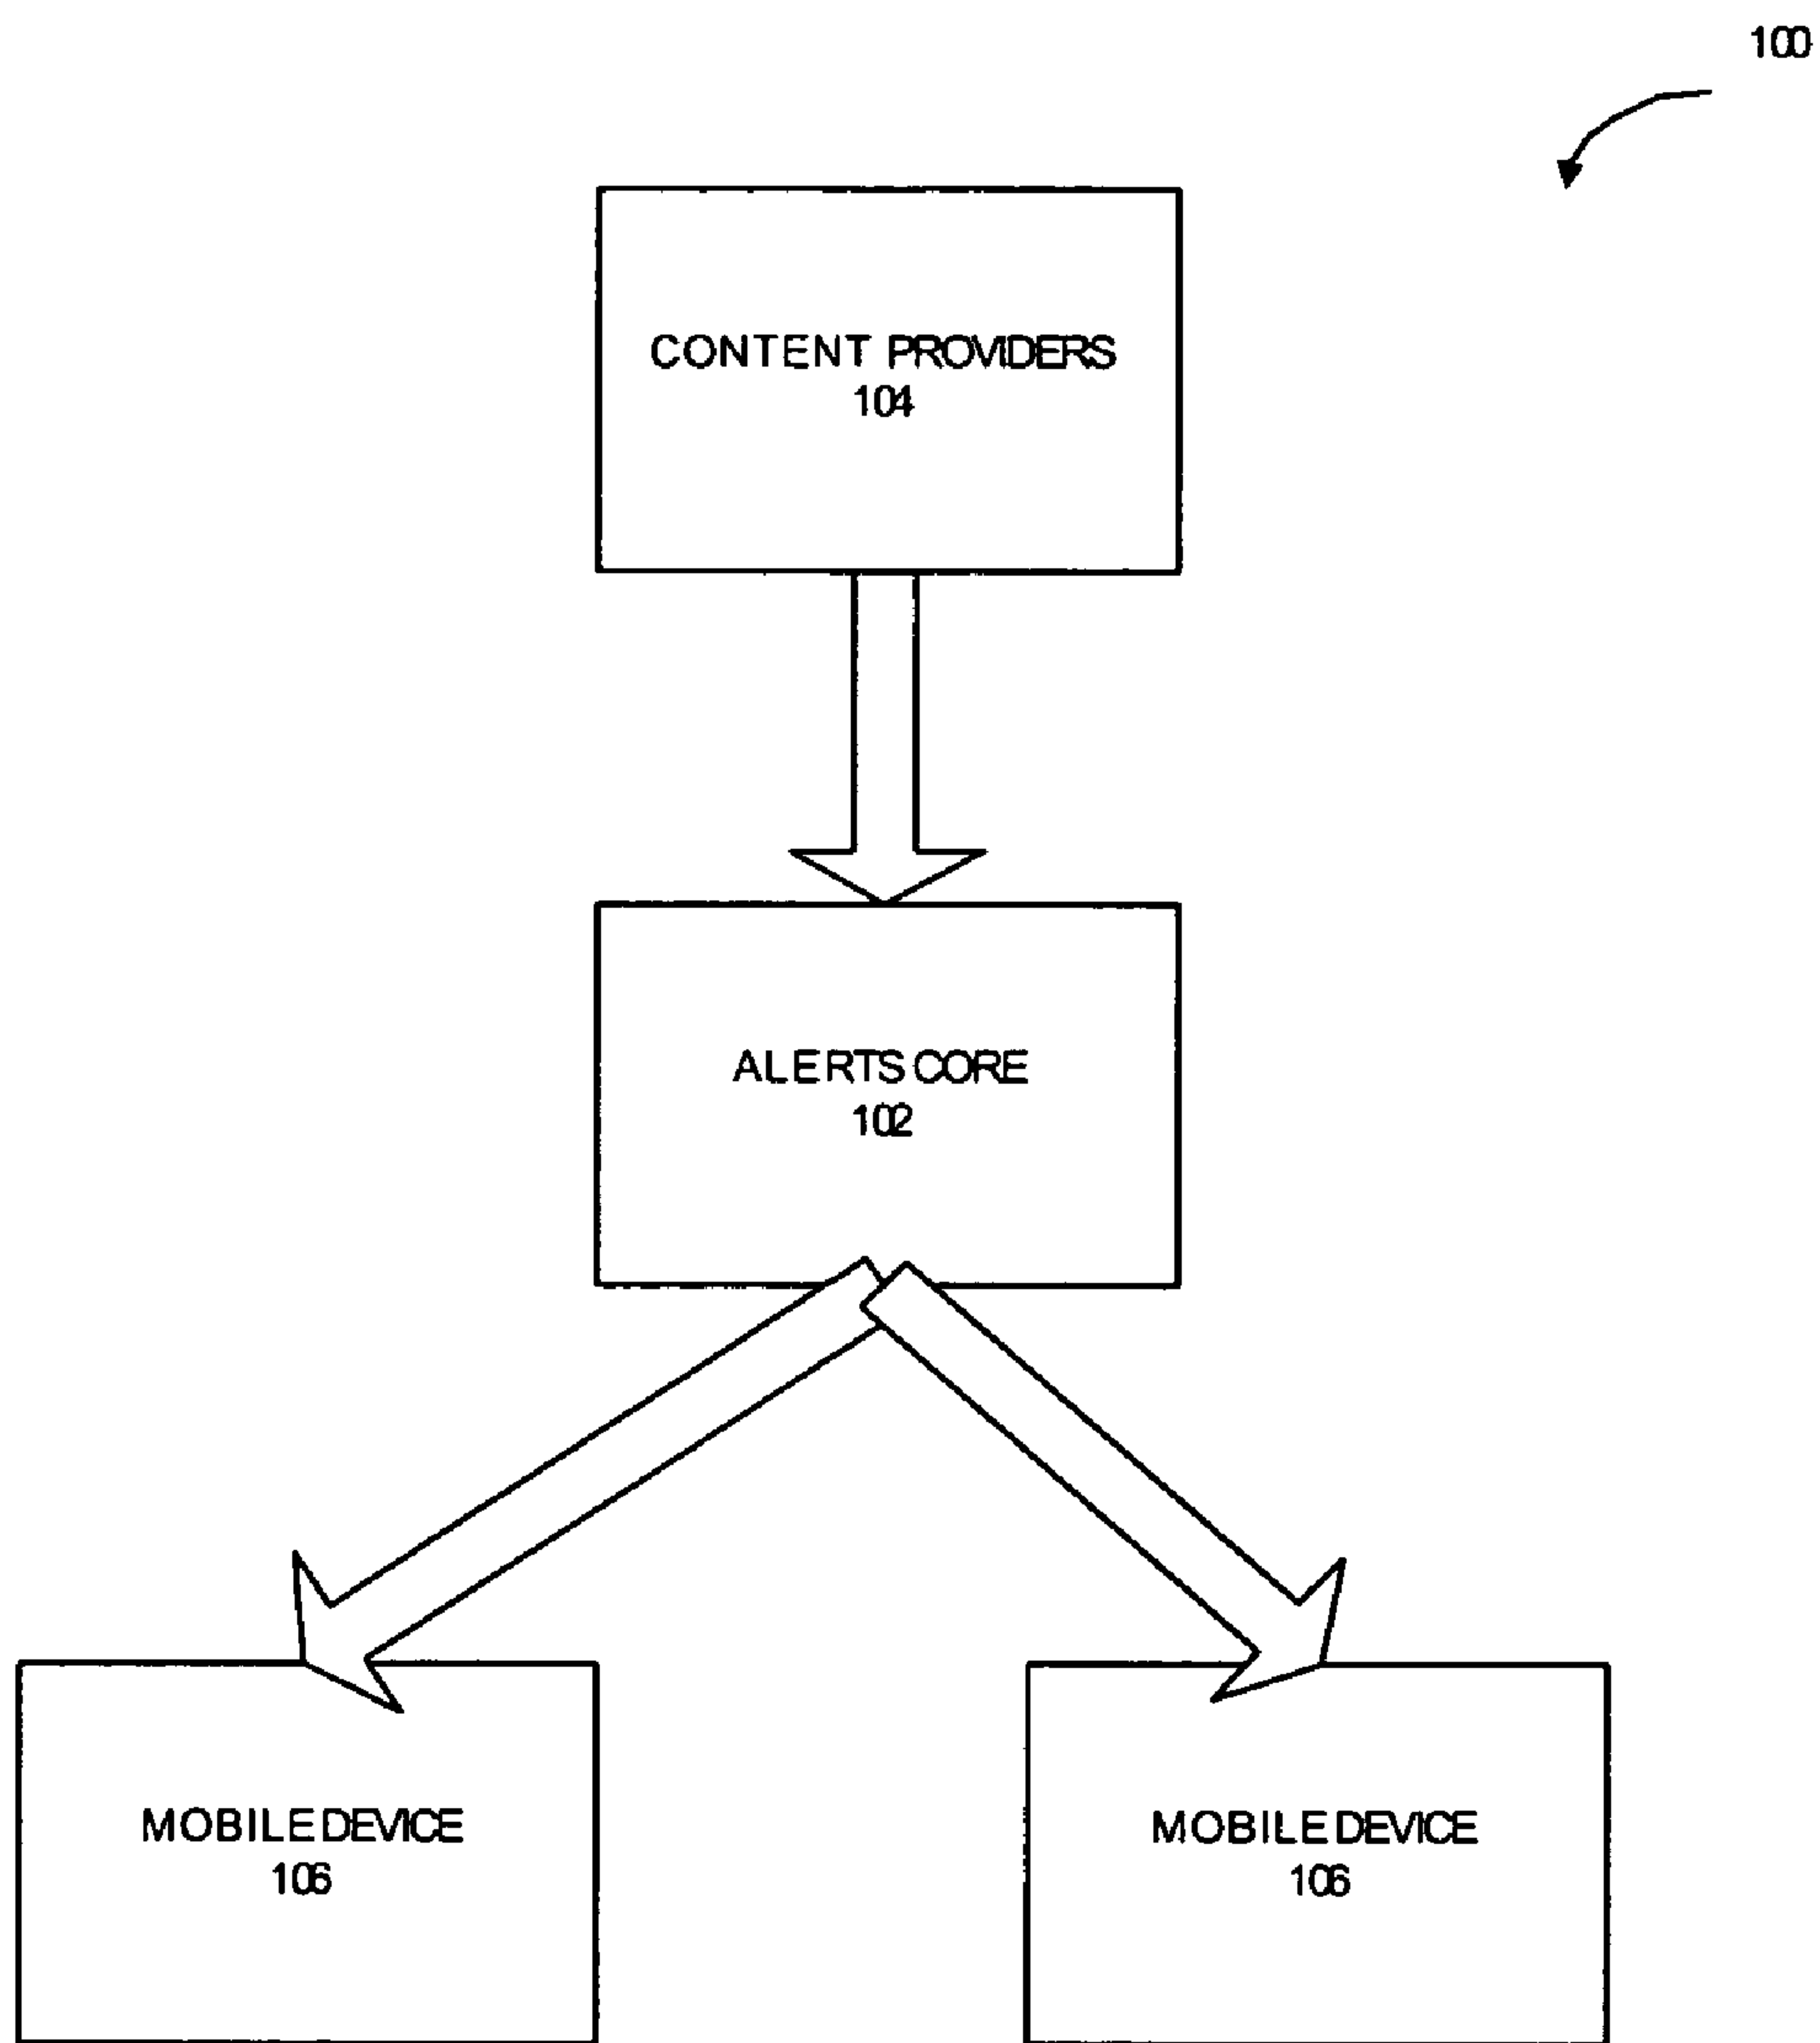 100
CONTENT PROVIDERS
104
ALERTS CORE
102
MOBILE DEVICE
106
MOBILE DEVICE
106